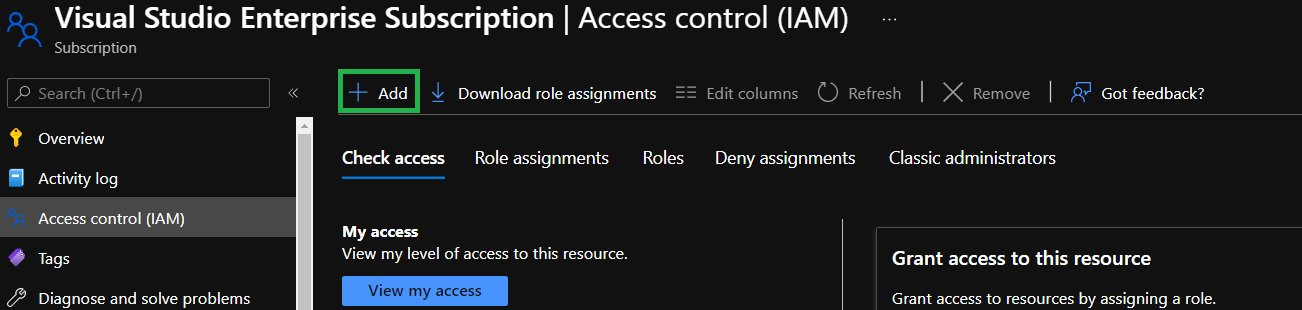 Visual Studio Enterprise Subscription | Access control (IAM) ...
Subscription
Search (Ctrl+/) «
Add Download role assignments Edit columns Refresh | Remove | Got feedback?
Overview
Activity log
Access control (IAM)
Tags
Diagnose and solve problems
Check access Role assignments Roles Deny assignments Classic administrators
My access
View my level of access to this resource.
View my access
Grant access to this resource
Grant access to resources by assigning a role.